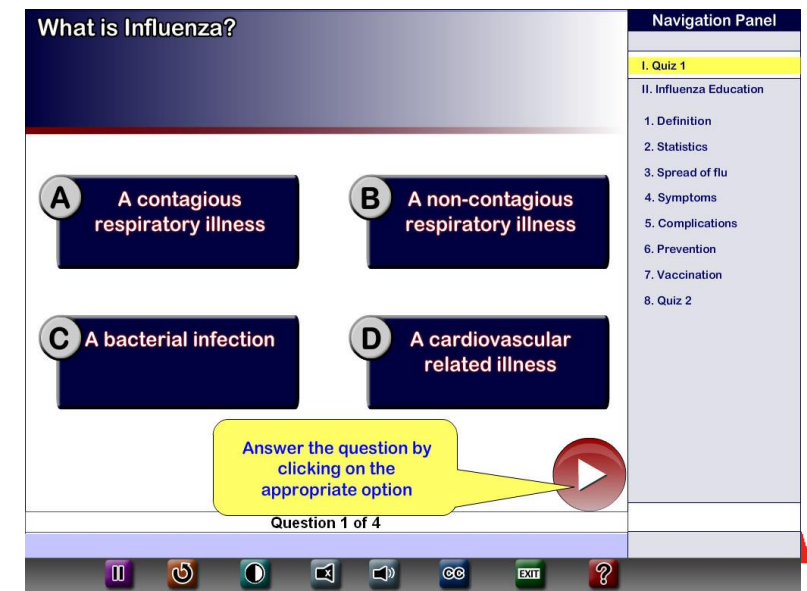 What is Influenza?
A
A contagious
respiratory illness
B
A non-contagious
respiratory illness
C
A bacterial infection
D
A cardiovascular
related illness
Answer the question by
clicking on the
appropriate option
Question 1 of 4
Navigation Panel
I. Quiz 1
II. Influenza Education
1. Definition
2. Statistics
3. Spread of flu
4. Symptoms
5. Complications
6. Prevention
7. Vaccination
8. Quiz 2
X
CC
EXIT
?